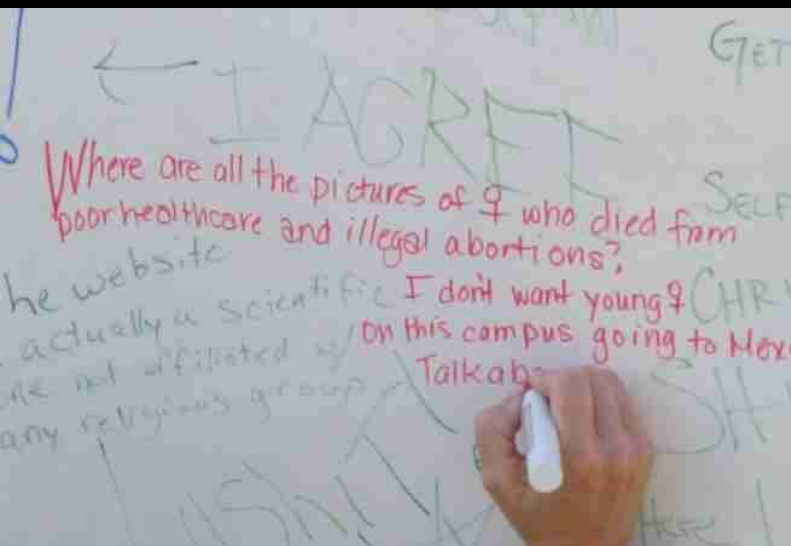 GET
← I AGREE
Where are all the pictures of ♀ who died from
SELF
poor healthcare and illegal abortions?
he website
actually a scientific
I don't want young ♀
CHR
not affiliated w/
on this campus going to Mex
any religious group
Talkab
SH